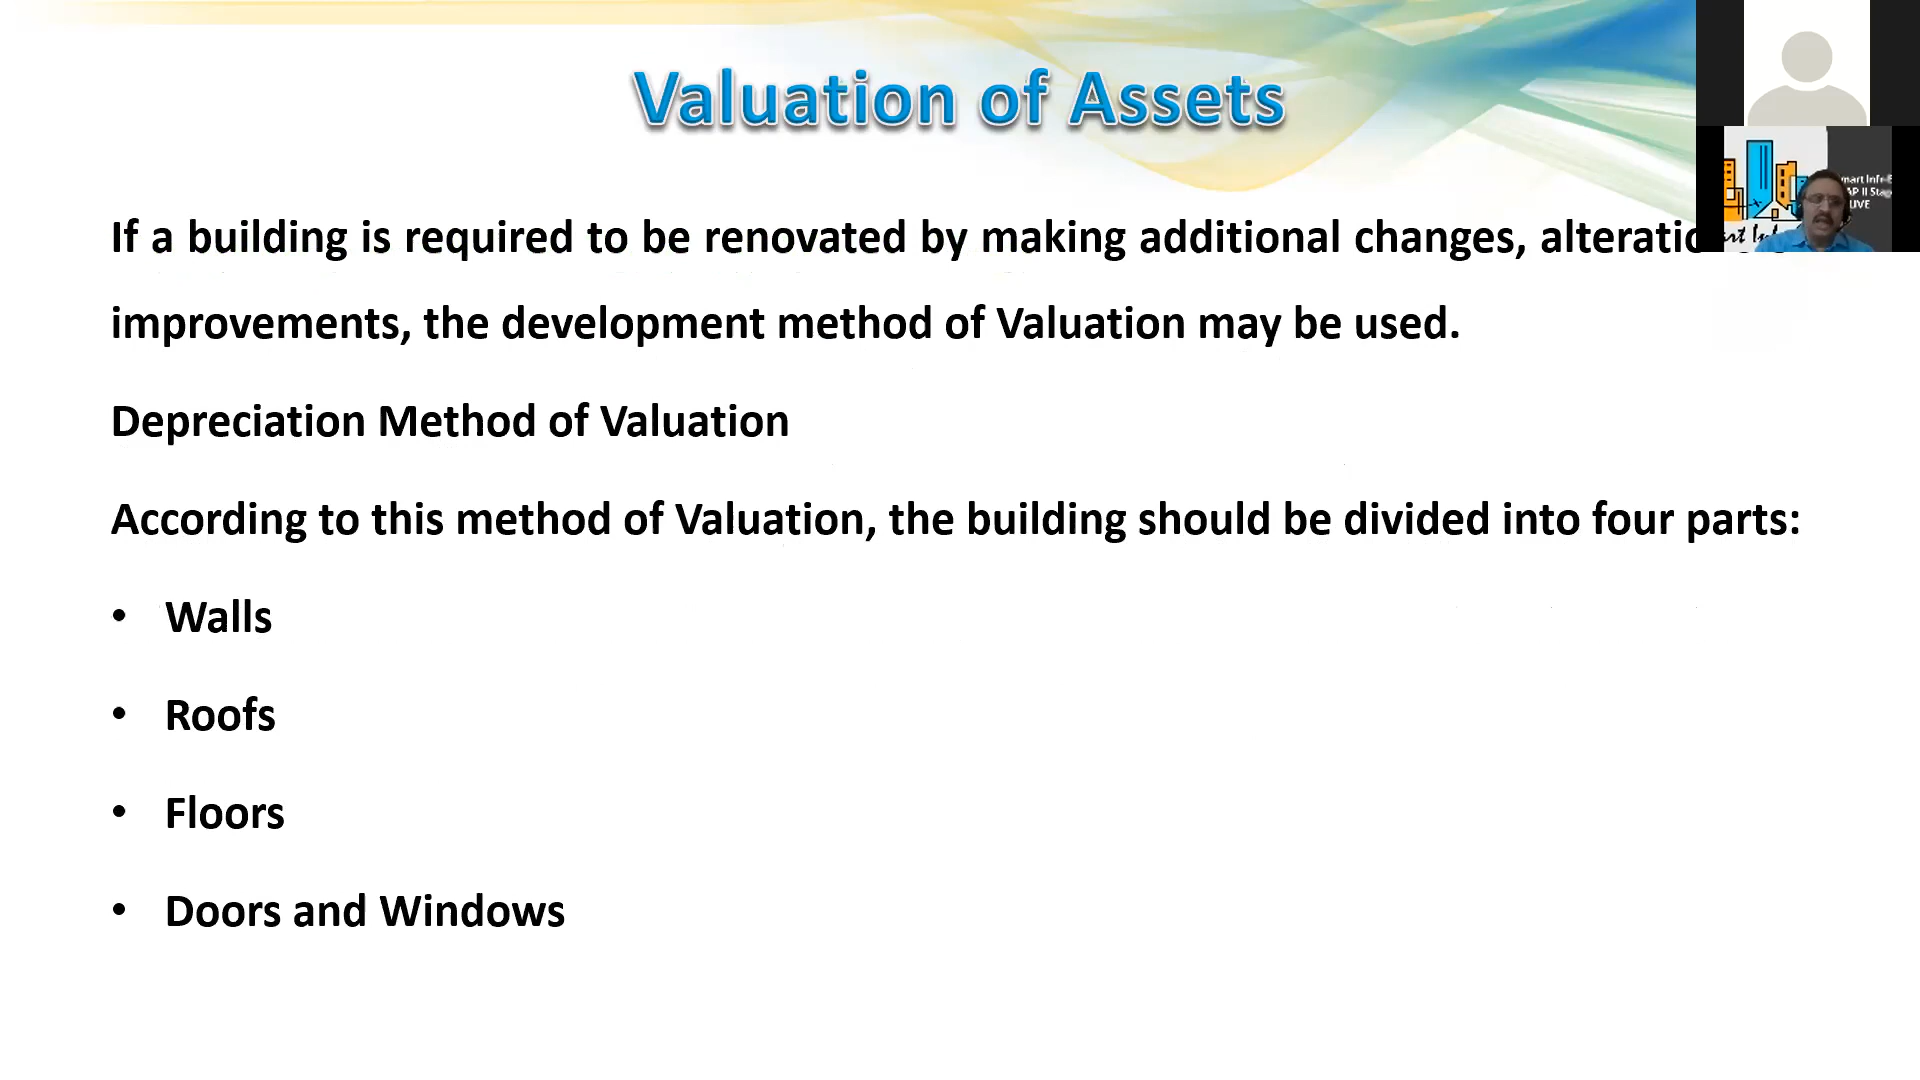 Valuation of Assets
If a building is required to be renovated by making additional changes,
improvements, the development method of Valuation may be used.
Depreciation Method of Valuation
According to this method of Valuation, the building should be divided into four parts:
• Walls
• Roofs
• Floors
• Doors and Windows